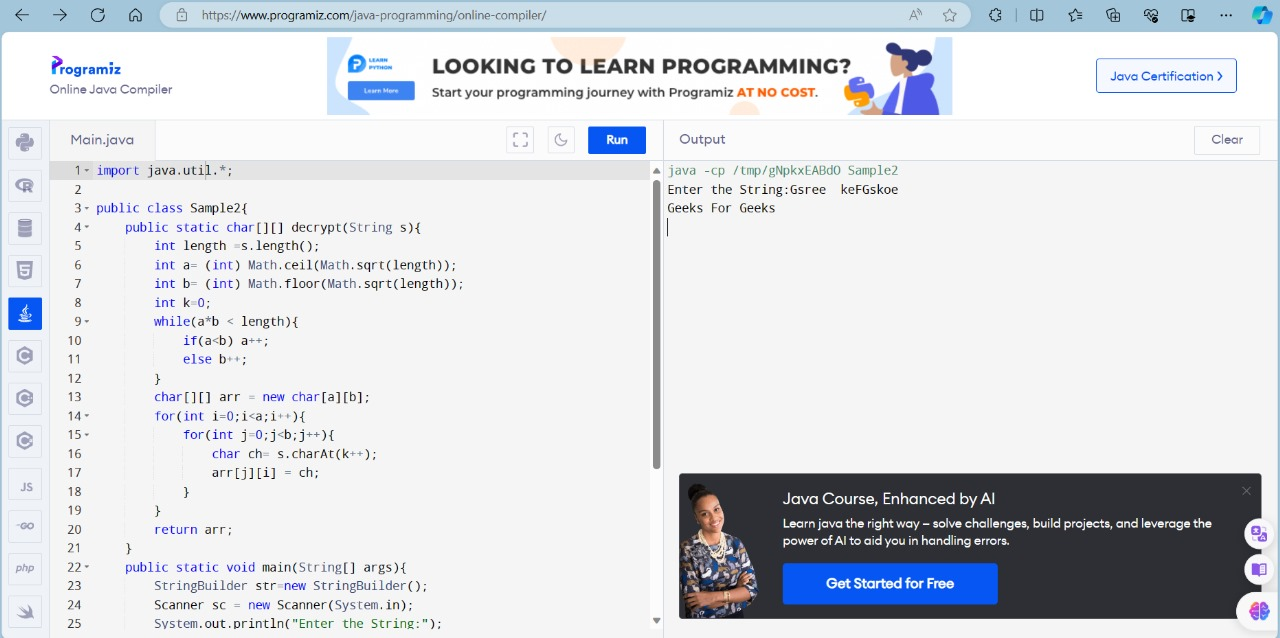 https://www.programiz.com/java-programming/online-compiler/
Programiz
Online Java Compiler
LEARN PYTHON
Learn More
LOOKING TO LEARN PROGRAMMING?
Start your programming journey with Programiz AT NO COST.
Java Certification
Main.java
Run
Output
Clear
1 import java.util.*;
2
3 public class Sample2{
4 public static char[][] decrypt(String s){
5 int length =s.length();
6 int a= (int) Math.ceil(Math.sqrt(length));
7 int b= (int) Math.floor(Math.sqrt(length));
8 int k=0;
9 while(a*b < length){
10 if(a<b) a++;
11 else b++;
12 }
13 char[][] arr = new char[a][b];
14 for(int i=0;i<a;i++){
15 for(int j=0;j<b;j++){
16 char ch= s.charAt(k++);
17 arr[j][i] = ch;
18 }
19 }
20 return arr;
21 }
22 public static void main(String[] args){
23 StringBuilder str=new StringBuilder();
24 Scanner sc = new Scanner(System.in);
25 System.out.println("Enter the String:");
JS
GO
php
java -cp /tmp/gNpkxEABdO Sample2
Enter the String:Gsree  keFGskoe
Geeks For Geeks
Java Course, Enhanced by AI
Learn java the right way – solve challenges, build projects, and leverage the
power of AI to aid you in handling errors.
Get Started for Free